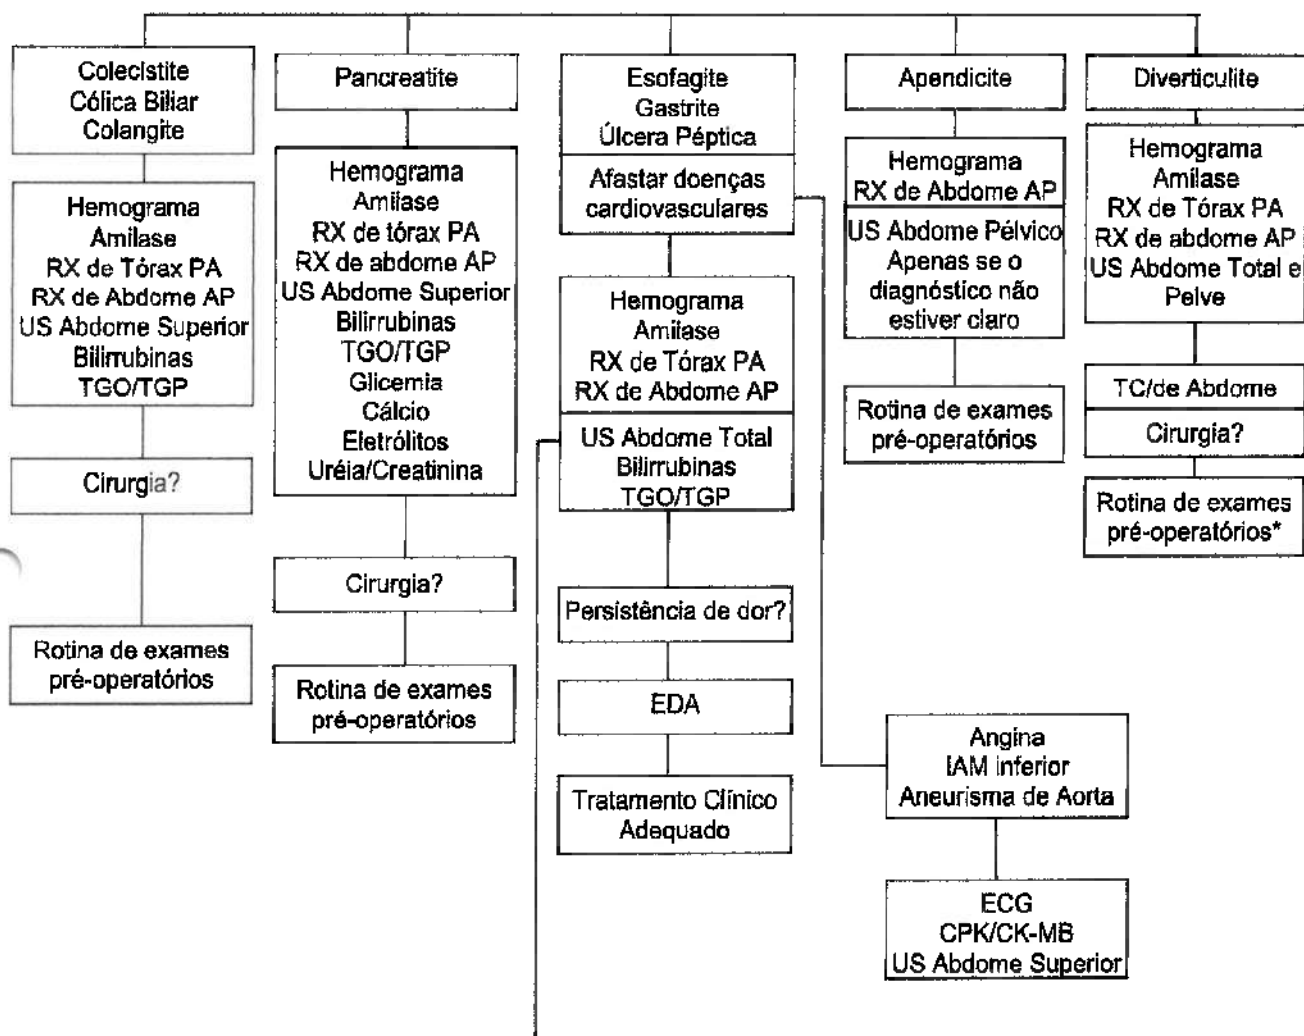 Colecistite
Cólica Biliar
Colangite
Hemograma
Amilase
RX de Tórax PA
RX de Abdome AP
US Abdome Superior
Bilirrubinas
TGO/TGP
Cirurgia?
Rotina de exames
pré-operatórios
Pancreatite
Hemograma
Amilase
RX de tórax PA
RX de abdome AP
US Abdome Superior
Bilirrubinas
TGO/TGP
Glicemia
Cálcio
Eletrólitos
Uréia/Creatinina
Cirurgia?
Rotina de exames
pré-operatórios
Esofagite
Gastrite
Úlcera Péptica
Afastar doenças
cardiovasculares
Hemograma
Amilase
RX de Tórax PA
RX de Abdome AP
US Abdome Total
Bilirrubinas
TGO/TGP
Persistência de dor?
EDA
Tratamento Clínico
Adequado
Angina
IAM inferior
Aneurisma de Aorta
ECG
CPK/CK-MB
US Abdome Superior
Apendicite
Hemograma
RX de Abdome AP
US Abdome Pélvico
Apenas se o
diagnóstico não
estiver claro
Rotina de exames
pré-operatórios
Diverticulite
Hemograma
Amilase
RX de Tórax PA
RX de abdome AP
US Abdome Total e
Pelve
TC/de Abdome
Cirurgia?
Rotina de exames
pré-operatórios*